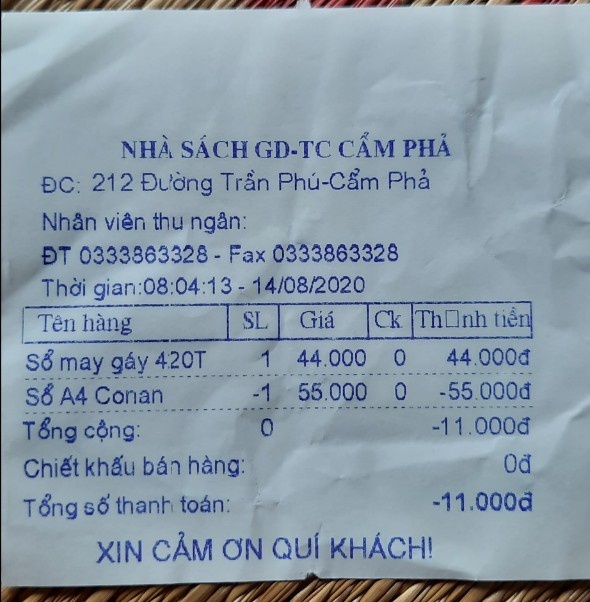 NHÀ SÁCH GD-TC CẨM PHẢ
ĐC: 212 Đường Trần Phú-Cẩm Phả
Nhân viên thu ngân:
ĐT 0333863328 - Fax 0333863328
Thời gian:08:04:13 - 14/08/2020
Tên hàng SL Giá Ck Th□nh tiền
Sổ may gáy 420T 1 44.000 0 44.000đ
Sổ A4 Conan -1 55.000 0 -55.000đ
Tổng cộng: 0 -11.000đ
Chiết khấu bán hàng: 0đ
Tổng số thanh toán: -11.000đ
XIN CẢM ƠN QUÍ KHÁCH!